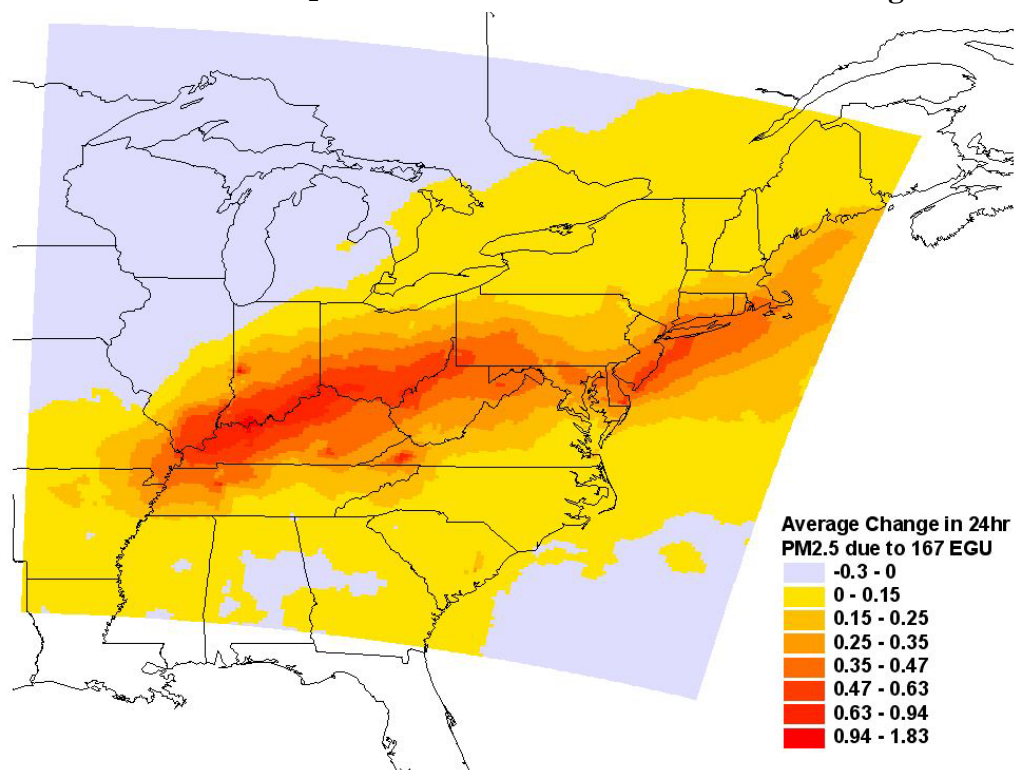 Average Change in 24hr
PM2.5 due to 167 EGU
-0.3 - 0
0 - 0.15
0.15 - 0.25
0.25 - 0.35
0.35 - 0.47
0.47 - 0.63
0.63 - 0.94
0.94 - 1.83